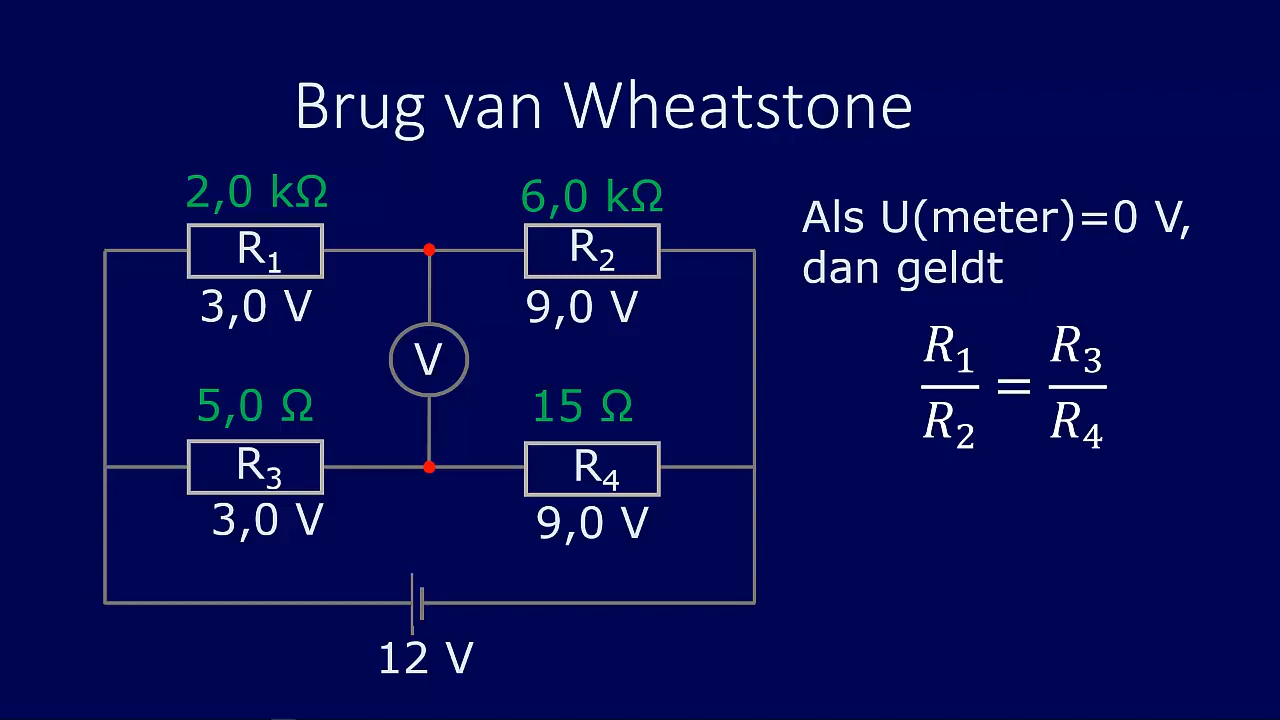 Brug van Wheatstone
2,0 kΩ
6,0 kΩ
R₁
R₂
3,0 V
9,0 V
V
5,0 Ω
15 Ω
R₃
R₄
3,0 V
9,0 V
12 V
Als U(meter)=0 V,
dan geldt
R₁/R₂ = R₃/R₄